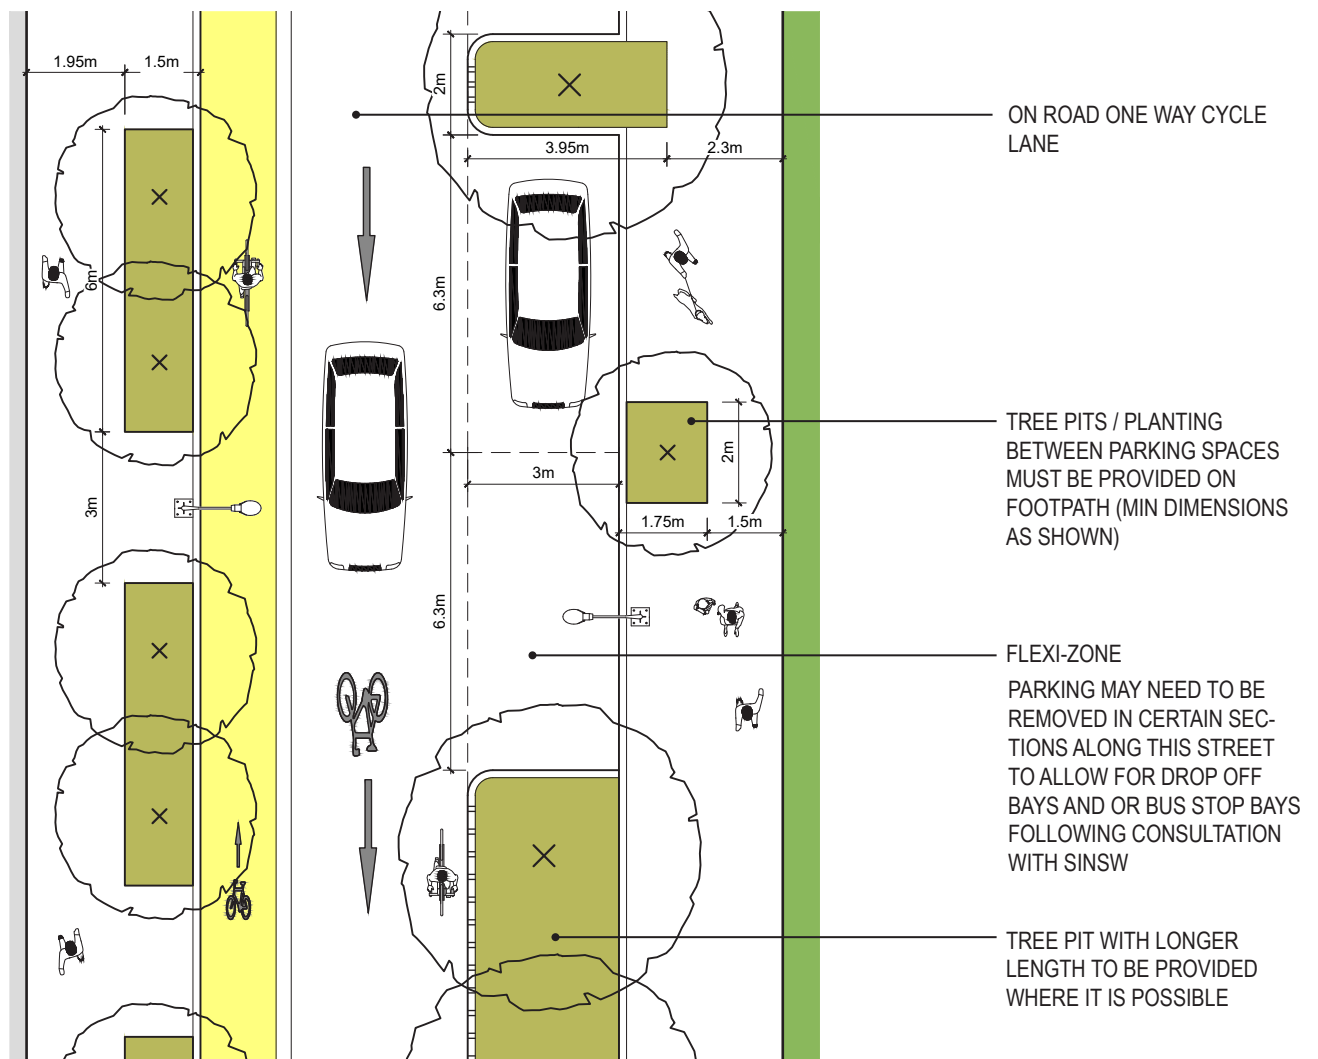 1.95m
1.5m
2m
3.95m
2.3m
ON ROAD ONE WAY CYCLE
LANE
6m
6.3m
TREE PITS / PLANTING
BETWEEN PARKING SPACES
MUST BE PROVIDED ON
FOOTPATH (MIN DIMENSIONS
AS SHOWN)
2m
3m
3m
1.75m
1.5m
6.3m
FLEXI-ZONE
PARKING MAY NEED TO BE
REMOVED IN CERTAIN SEC-
TIONS ALONG THIS STREET
TO ALLOW FOR DROP OFF
BAYS AND OR BUS STOP BAYS
FOLLOWING CONSULTATION
WITH SINSW
TREE PIT WITH LONGER
LENGTH TO BE PROVIDED
WHERE IT IS POSSIBLE